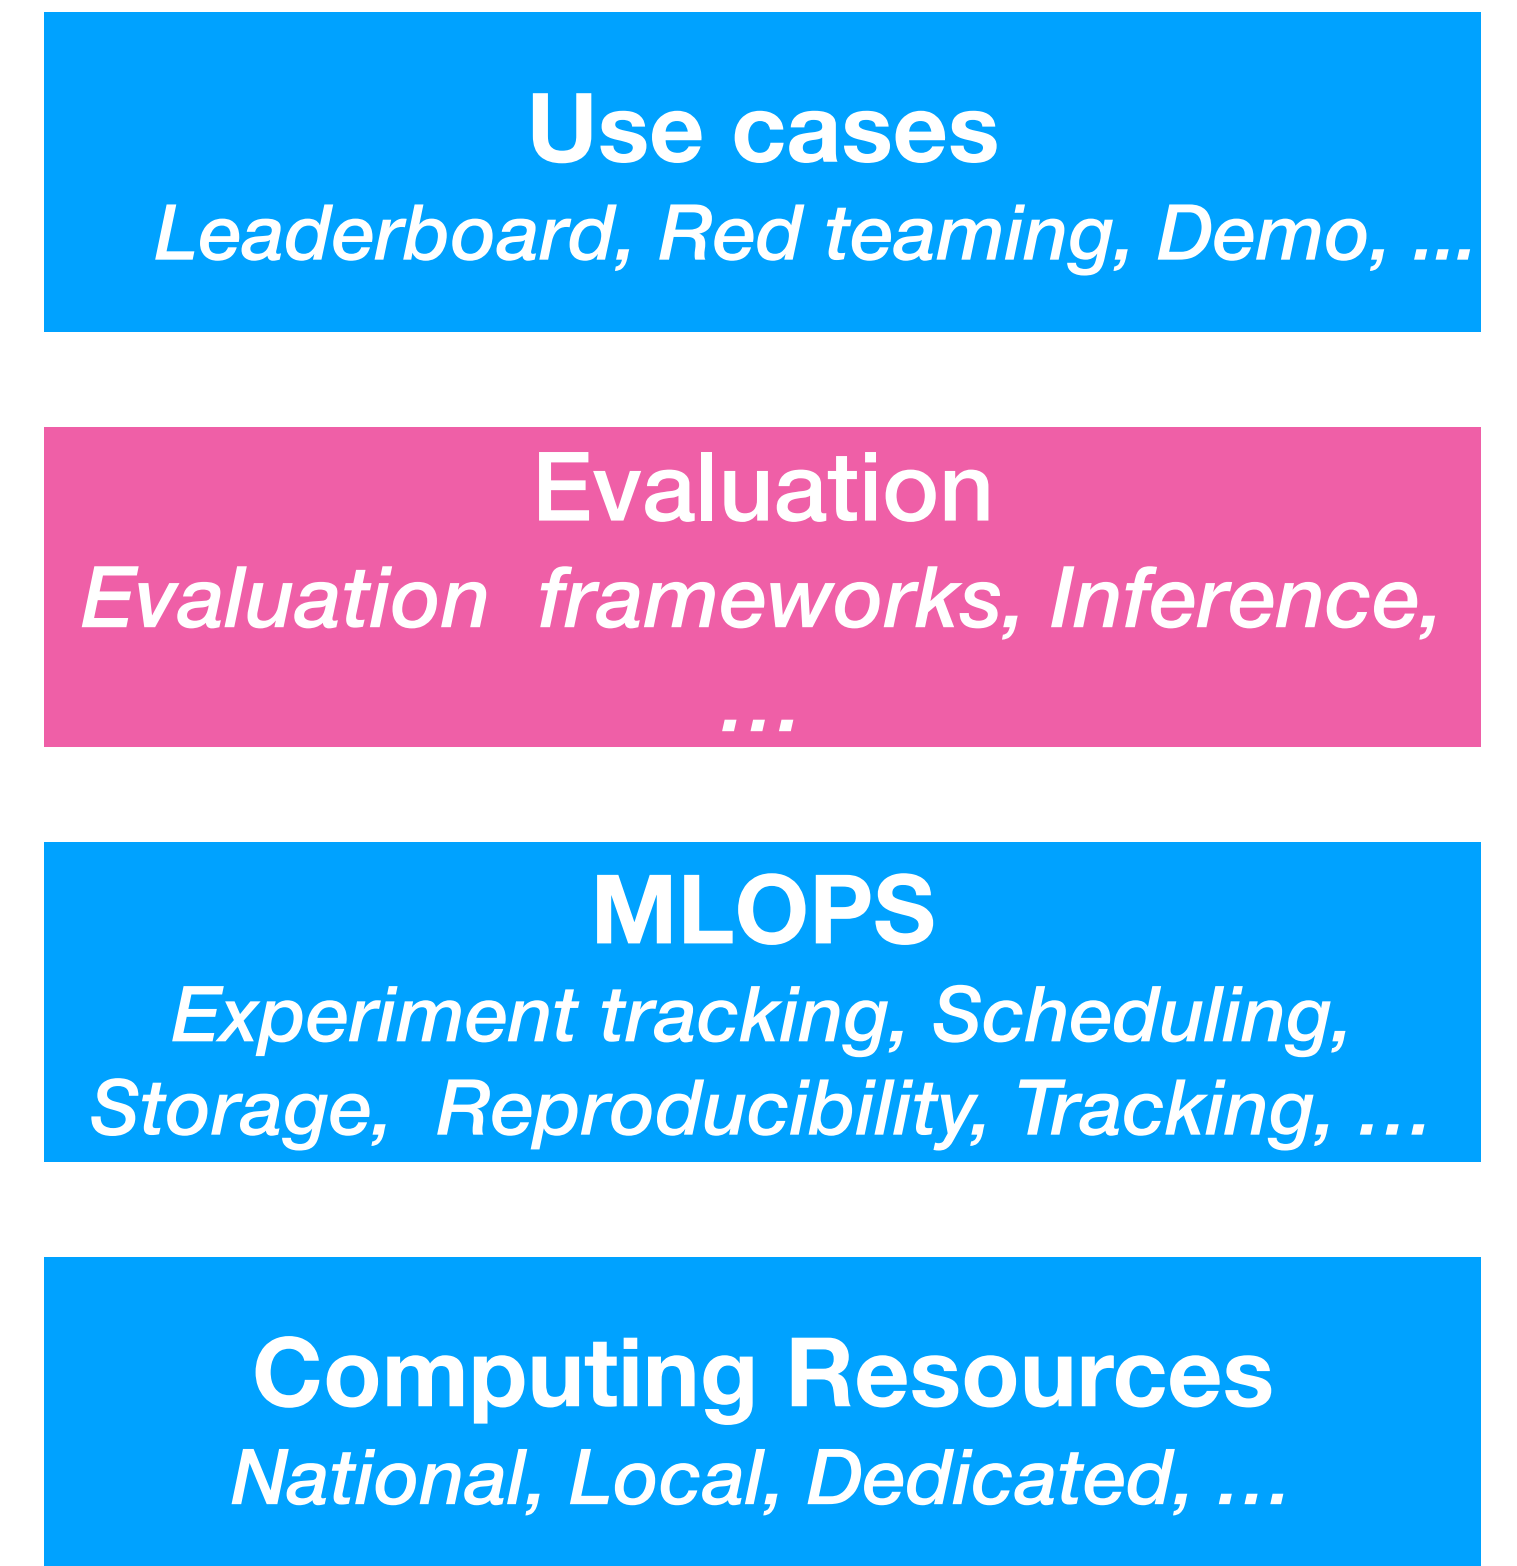 Use cases
Leaderboard, Red teaming, Demo, ...
Evaluation
Evaluation  frameworks, Inference,
…
MLOPS
Experiment tracking, Scheduling,
Storage,  Reproducibility, Tracking, …
Computing Resources
National, Local, Dedicated, …